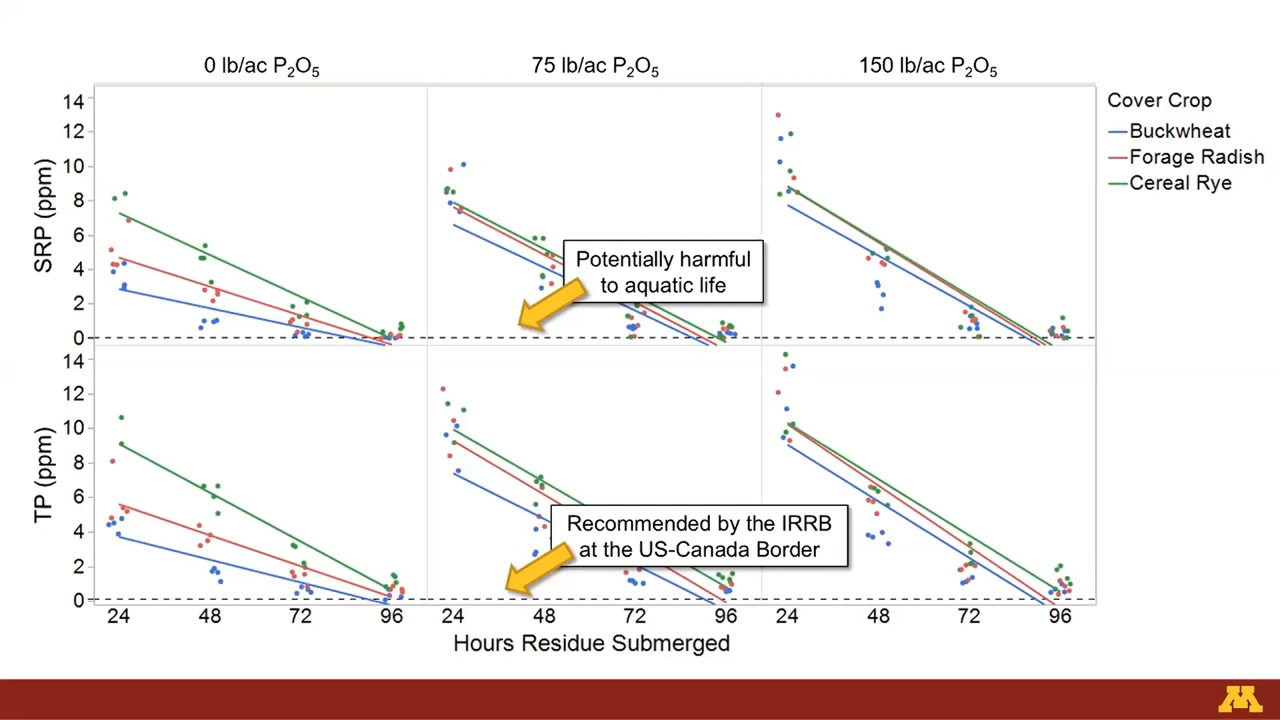 0 lb/ac P₂O₅
75 lb/ac P₂O₅
150 lb/ac P₂O₅
Cover Crop
Buckwheat
Forage Radish
Cereal Rye
SRP (ppm)
14
12
10
8
6
4
2
0
Potentially harmful
to aquatic life
TP (ppm)
14
12
10
8
6
4
2
0
Recommended by the IRRB
at the US-Canada Border
24 48 72 96 24 48 72 96 24 48 72 96
Hours Residue Submerged
M